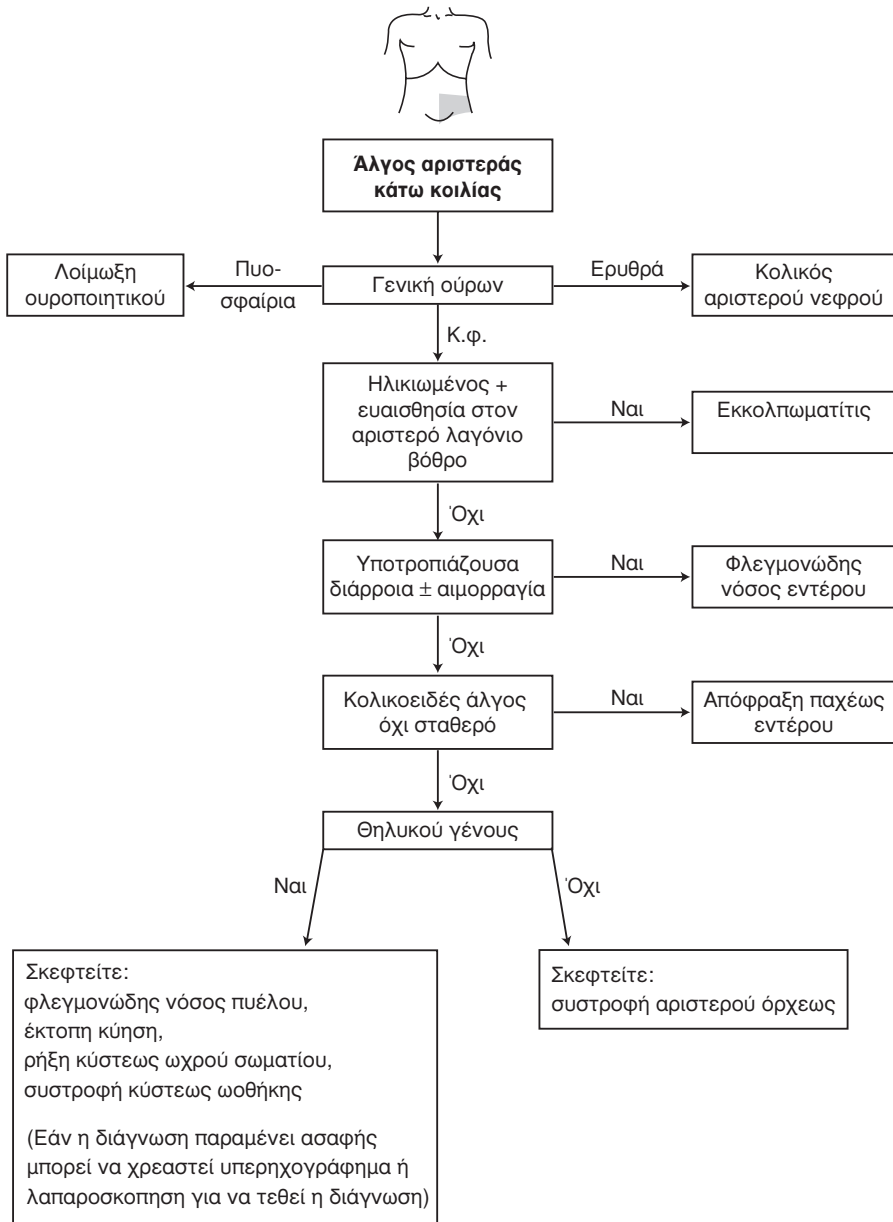 Άλγος αριστεράς
κάτω κοιλίας
Λοίμωξη
ουροποιητικού
Πυο-
σφαίρια
Γενική ούρων
Ερυθρά
Κολικός
αριστερού νεφρού
Κ.φ.
Ηλικιωμένος +
ευαισθησία στον
αριστερό λαγόνιο
βόθρο
Ναι
Εκκολπωματίτις
Όχι
Υποτροπιάζουσα
διάρροια ± αιμορραγία
Ναι
Φλεγμονώδης
νόσος εντέρου
Όχι
Κολικοειδές άλγος
όχι σταθερό
Ναι
Απόφραξη παχέως
εντέρου
Όχι
Θηλυκού γένους
Ναι
Όχι
Σκεφτείτε:
φλεγμονώδης νόσος πυέλου,
έκτοπη κύηση,
ρήξη κύστεως ωχρού σωματίου,
συστροφή κύστεως ωοθήκης
(Εάν η διάγνωση παραμένει ασαφής
μπορεί να χρεαστεί υπερηχογράφημα ή
λαπαροσκοπηση για να τεθεί η διάγνωση)
Σκεφτείτε:
συστροφή αριστερού όρχεως